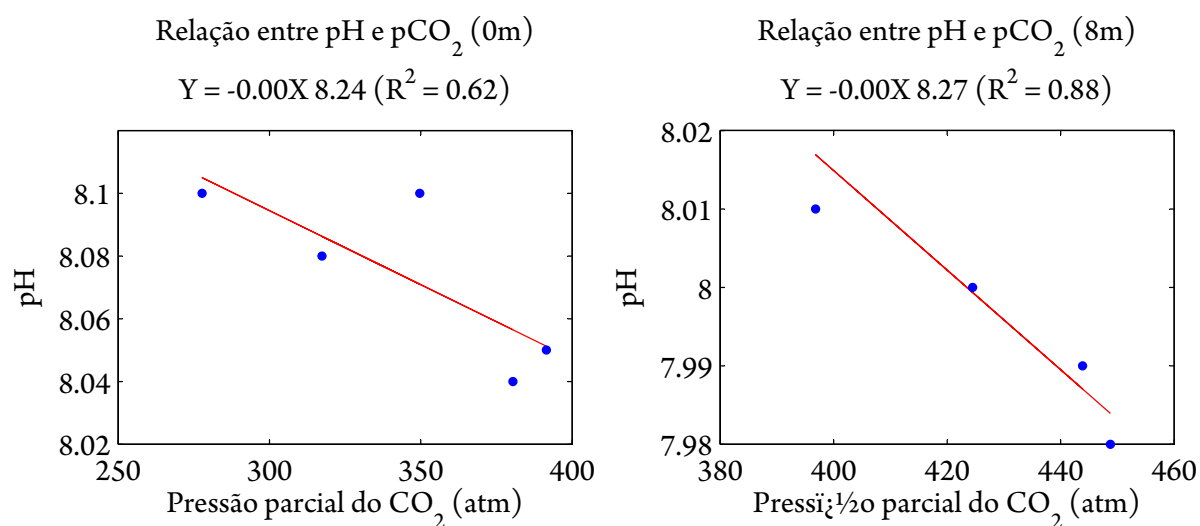 Relação entre pH e pCO₂ (0m)
Y = -0.00X 8.24 (R² = 0.62)
8.1
8.08
8.06
8.04
8.02
pH
250 300 350 400
Pressão parcial do CO₂ (atm)
Relação entre pH e pCO₂ (8m)
Y = -0.00X 8.27 (R² = 0.88)
8.02
8.01
8
7.99
7.98
pH
380 400 420 440 460
Pressï¿½o parcial do CO₂ (atm)